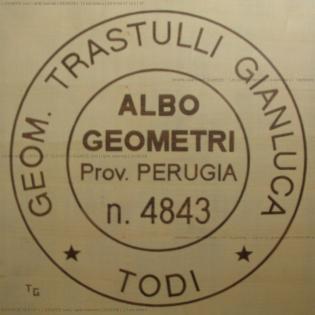 GEOM. TRASTULLI GIANLUCA
ALBO
GEOMETRI
Prov. PERUGIA
n. 4843
TODI
TG